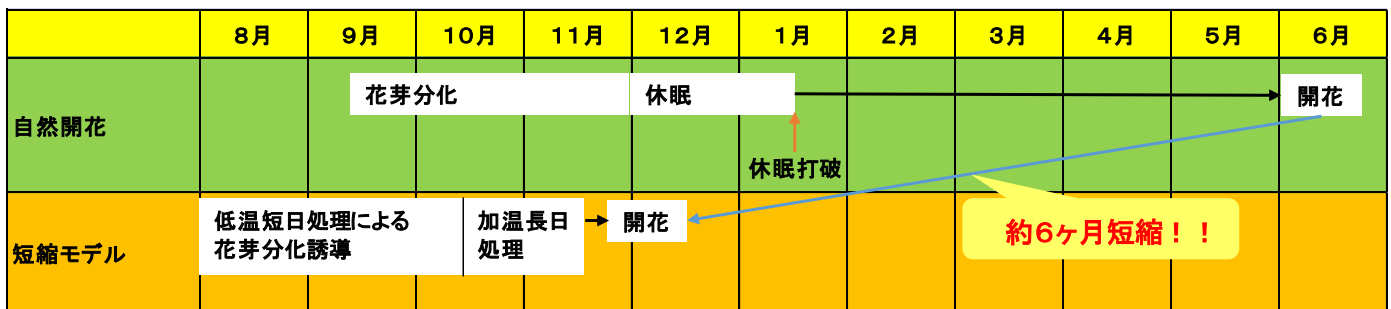 8月 9月 10月 11月 12月 1月 2月 3月 4月 5月 6月
自然開花
花芽分化
休眠
開花
休眠打破
短縮モデル
低温短日処理による
花芽分化誘導
加温長日
処理
開花
約6ヶ月短縮！！